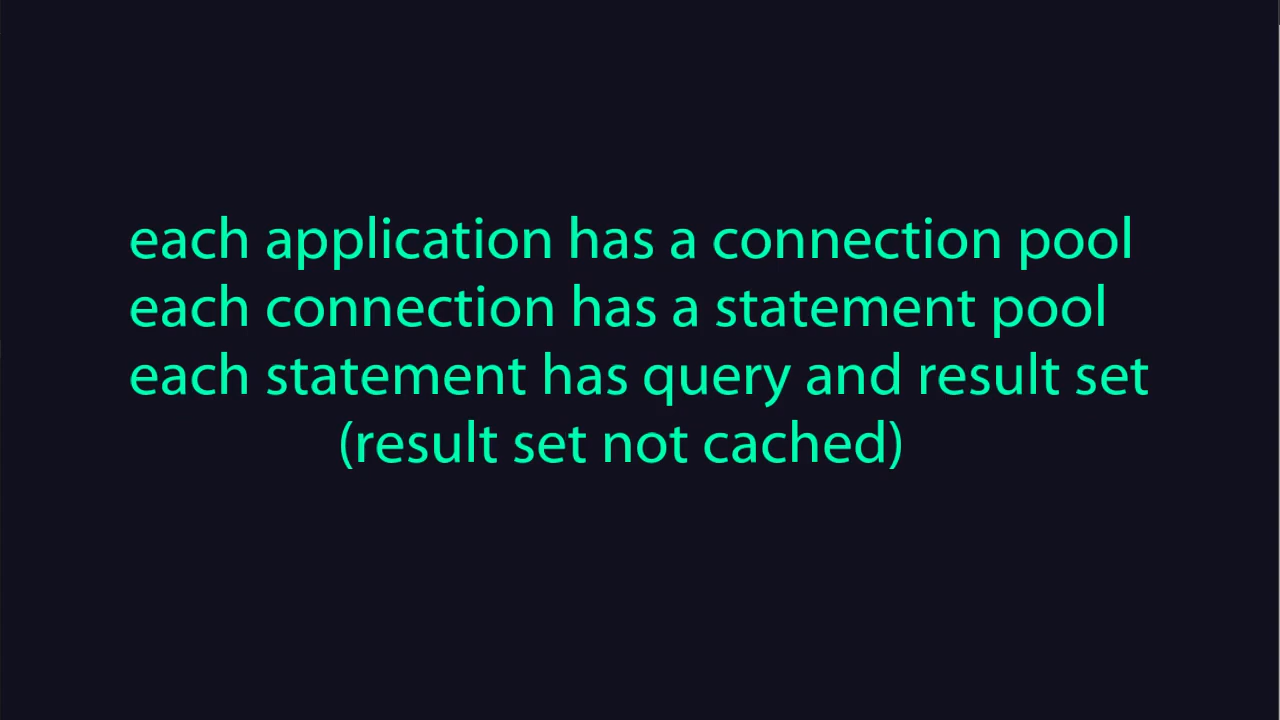 each application has a connection pool
each connection has a statement pool
each statement has query and result set
(result set not cached)